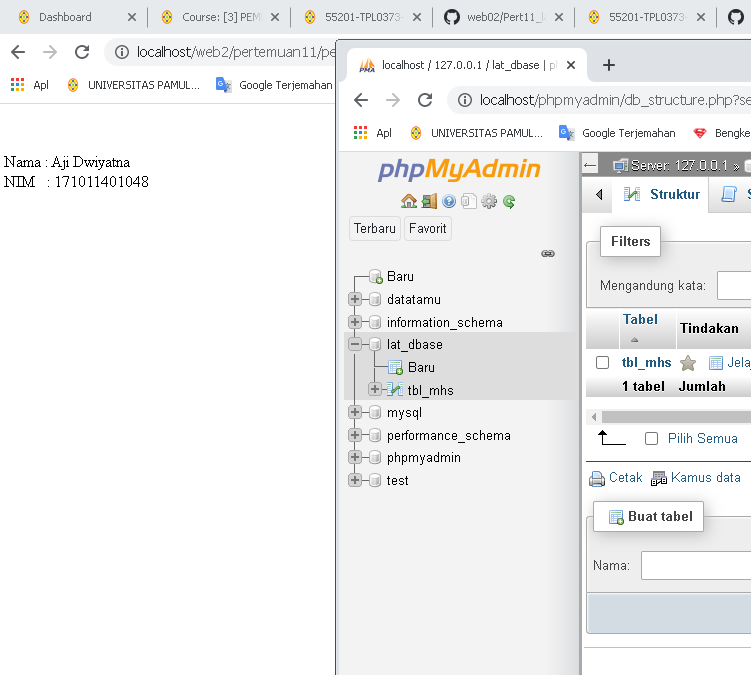 Dashboard
Course: [3] PEM
55201-TPL0373-
web02/Pert11_l
55201-TPL0373-
localhost/web2/pertemuan11/pe
Apl
UNIVERSITAS PAMUL...
Google Terjemahan
Nama : Aji Dwiyatna
NIM : 171011401048
localhost / 127.0.0.1 / lat_dbase | p
localhost/phpmyadmin/db_structure.php?se
Apl
UNIVERSITAS PAMUL...
Google Terjemahan
Bengke
phpMyAdmin
Terbaru
Favorit
Baru
datatamu
information_schema
lat_dbase
Baru
tbl_mhs
mysql
performance_schema
phpmyadmin
test
Server: 127.0.0.1 »
Struktur
S
Filters
Mengandung kata:
Tabel
Tindakan
tbl_mhs
Jelaj
1 tabel
Jumlah
Pilih Semua
Cetak
Kamus data
Buat tabel
Nama: